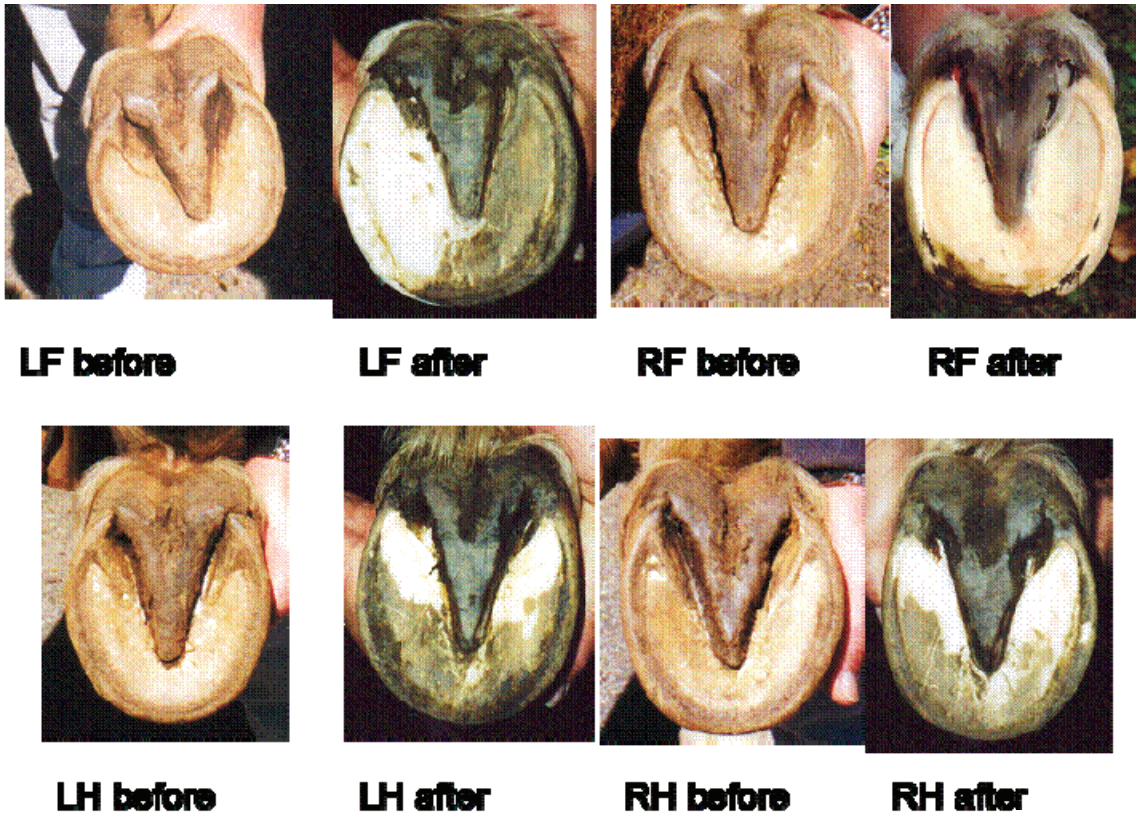 LF before
LF after
RF before
RF after
LH before
LH after
RH before
RH after